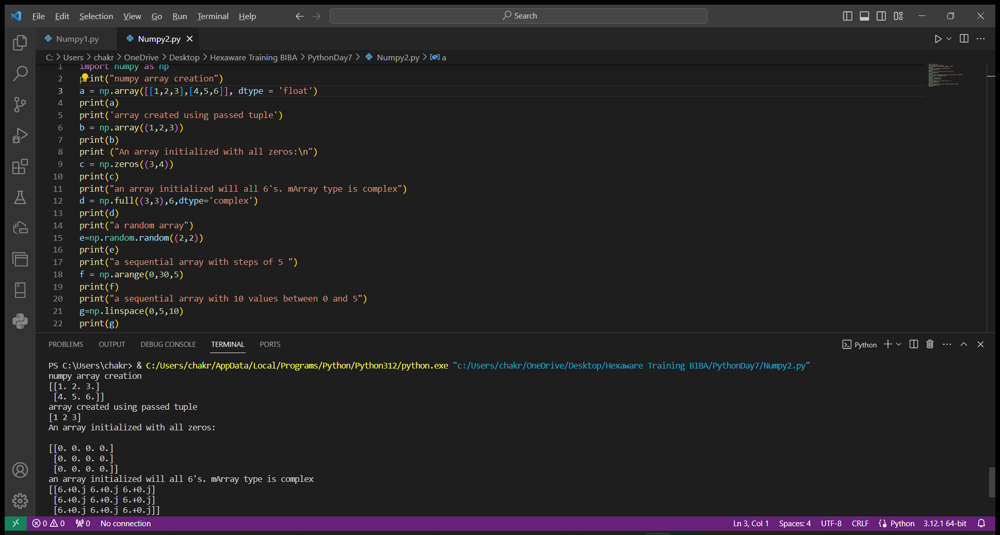 File Edit Selection View Go Run Terminal Help Search
Numpy1.py Numpy2.py
C: > Users > chakr > OneDrive > Desktop > Hexaware Training BIBA > PythonDay7 > Numpy2.py > a
1 import numpy as np
2 print("numpy array creation")
3 a = np.array([[1,2,3],[4,5,6]], dtype = 'float')
4 print(a)
5 print('array created using passed tuple')
6 b = np.array((1,2,3))
7 print(b)
8 print ("An array initialized with all zeros:\n")
9 c = np.zeros((3,4))
10 print(c)
11 print("an array initialized will all 6's. mArray type is complex")
12 d = np.full((3,3),6,dtype='complex')
13 print(d)
14 print("a random array")
15 e=np.random.random((2,2))
16 print(e)
17 print("a sequential array with steps of 5 ")
18 f = np.arange(0,30,5)
19 print(f)
20 print("a sequential array with 10 values between 0 and 5")
21 g=np.linspace(0,5,10)
22 print(g)
PROBLEMS OUTPUT DEBUG CONSOLE TERMINAL PORTS Python
PS C:\Users\chakr> & C:/Users/chakr/AppData/Local/Programs/Python/Python312/python.exe "c:/Users/chakr/OneDrive/Desktop/Hexaware Training BIBA/PythonDay7/Numpy2.py"
numpy array creation
[[1. 2. 3.]
 [4. 5. 6.]]
array created using passed tuple
[1 2 3]
An array initialized with all zeros:
[[0. 0. 0. 0.]
 [0. 0. 0. 0.]
 [0. 0. 0. 0.]]
an array initialized will all 6's. mArray type is complex
[[6.+0.j 6.+0.j 6.+0.j]
 [6.+0.j 6.+0.j 6.+0.j]
 [6.+0.j 6.+0.j 6.+0.j]]
0 0 0 No connection Ln 3, Col 1 Spaces: 4 UTF-8 CRLF Python 3.12.1 64-bit